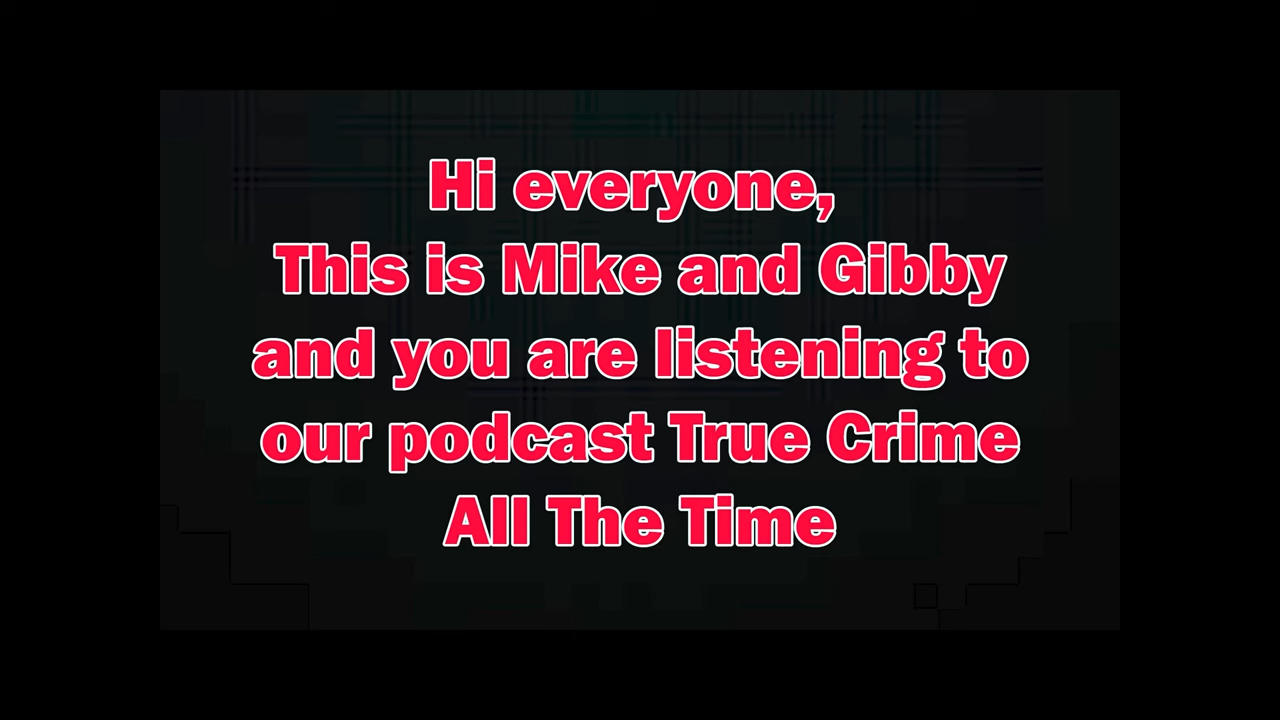 Hi everyone,
This is Mike and Gibby
and you are listening to
our podcast True Crime
All The Time